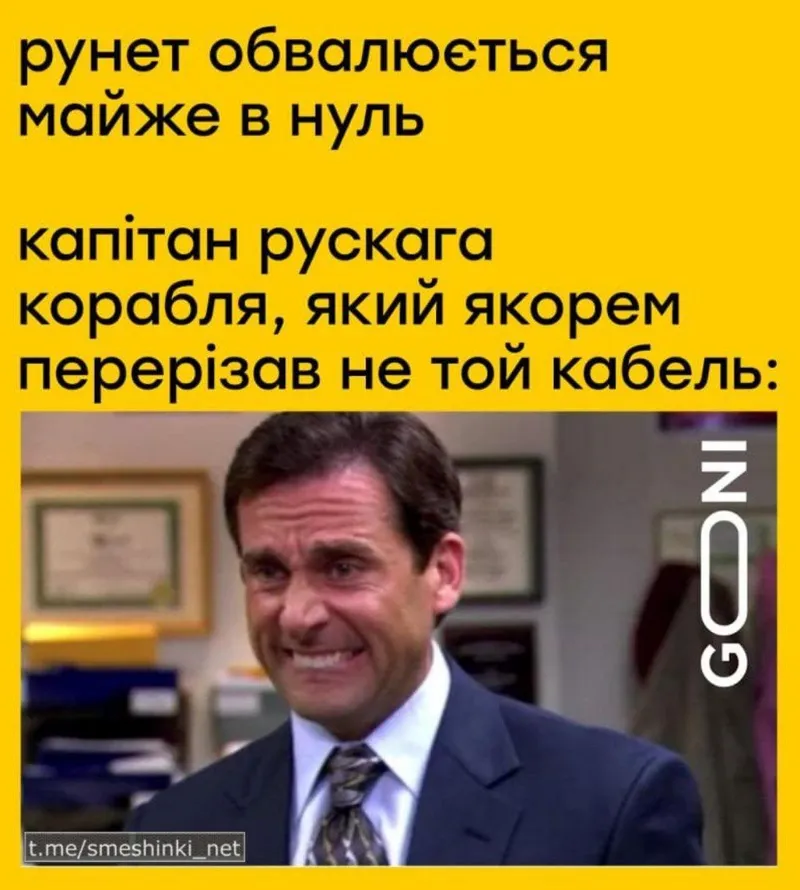 рунет обвалюється
майже в нуль
капітан рускага
корабля, який якорем
перерізав не той кабель:
GONI
t.me/smeshinki_net